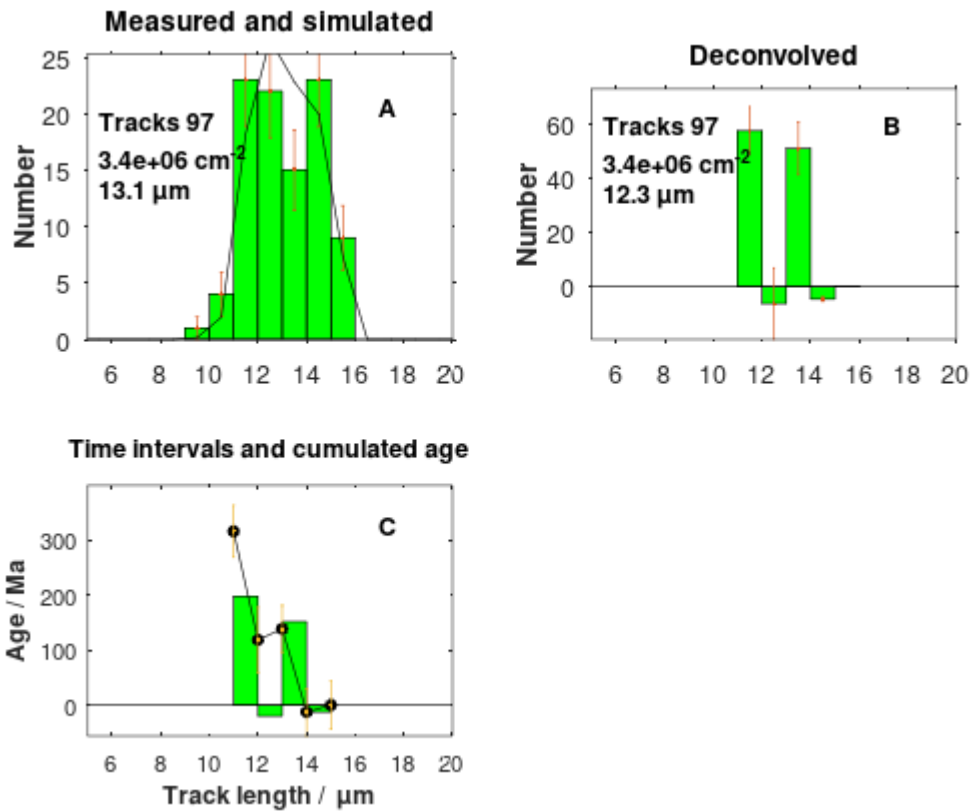 Measured and simulated
25
20
15
10
5
0
Number
Tracks 97
3.4e+06 cm⁻²
13.1 µm
A
6 8 10 12 14 16 18 20
Deconvolved
60
40
20
0
Number
Tracks 97
3.4e+06 cm⁻²
12.3 µm
B
6 8 10 12 14 16 18 20
Time intervals and cumulated age
300
200
100
0
Age / Ma
C
6 8 10 12 14 16 18 20
Track length / µm